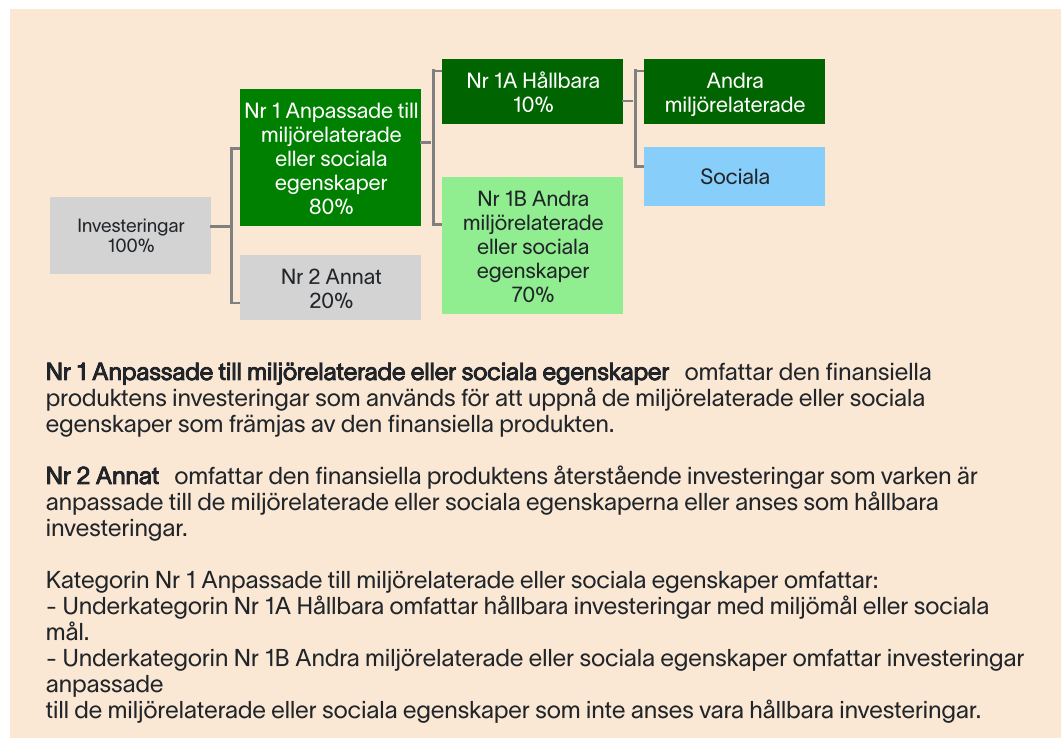 Investeringar
100%
Nr 1 Anpassade till
miljörelaterade
eller sociala
egenskaper
80%
Nr 2 Annat
20%
Nr 1A Hållbara
10%
Nr 1B Andra
miljörelaterade
eller sociala
egenskaper
70%
Andra
miljörelaterade
Sociala
Nr 1 Anpassade till miljörelaterade eller sociala egenskaper omfattar den finansiella
produktens investeringar som används för att uppnå de miljörelaterade eller sociala
egenskaper som främjas av den finansiella produkten.
Nr 2 Annat omfattar den finansiella produktens återstående investeringar som varken är
anpassade till de miljörelaterade eller sociala egenskaperna eller anses som hållbara
investeringar.
Kategorin Nr 1 Anpassade till miljörelaterade eller sociala egenskaper omfattar:
- Underkategorin Nr 1A Hållbara omfattar hållbara investeringar med miljömål eller sociala
mål.
- Underkategorin Nr 1B Andra miljörelaterade eller sociala egenskaper omfattar investeringar
anpassade
till de miljörelaterade eller sociala egenskaper som inte anses vara hållbara investeringar.